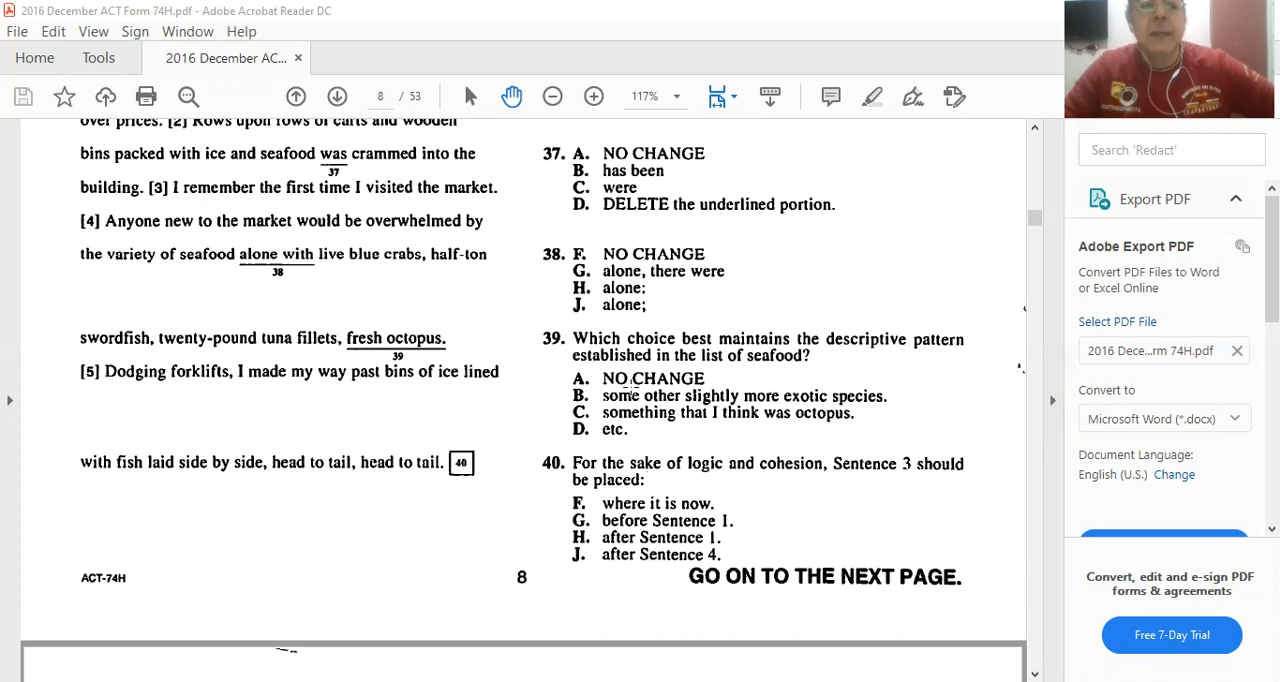 2016 December ACT Form 74H.pdf - Adobe Acrobat Reader DC
File Edit View Sign Window Help
Home Tools 2016 December AC... ×
8 / 53 117%
over prices. [2] Rows upon rows of carts and wooden
bins packed with ice and seafood was crammed into the
37
building. [3] I remember the first time I visited the market.
[4] Anyone new to the market would be overwhelmed by
the variety of seafood alone with live blue crabs, half-ton
38
swordfish, twenty-pound tuna fillets, fresh octopus.
39
[5] Dodging forklifts, I made my way past bins of ice lined
with fish laid side by side, head to tail, head to tail. 40
37. A. NO CHANGE
B. has been
C. were
D. DELETE the underlined portion.
38. F. NO CHANGE
G. alone, there were
H. alone:
J. alone;
39. Which choice best maintains the descriptive pattern
established in the list of seafood?
A. NO CHANGE
B. some other slightly more exotic species.
C. something that I think was octopus.
D. etc.
40. For the sake of logic and cohesion, Sentence 3 should
be placed:
F. where it is now.
G. before Sentence 1.
H. after Sentence 1.
J. after Sentence 4.
ACT-74H
8
GO ON TO THE NEXT PAGE.
Search 'Redact'
Export PDF
Adobe Export PDF
Convert PDF Files to Word
or Excel Online
Select PDF File
2016 Dece...rm 74H.pdf
Convert to
Microsoft Word (*.docx)
Document Language:
English (U.S.) Change
Convert, edit and e-sign PDF
forms & agreements
Free 7-Day Trial